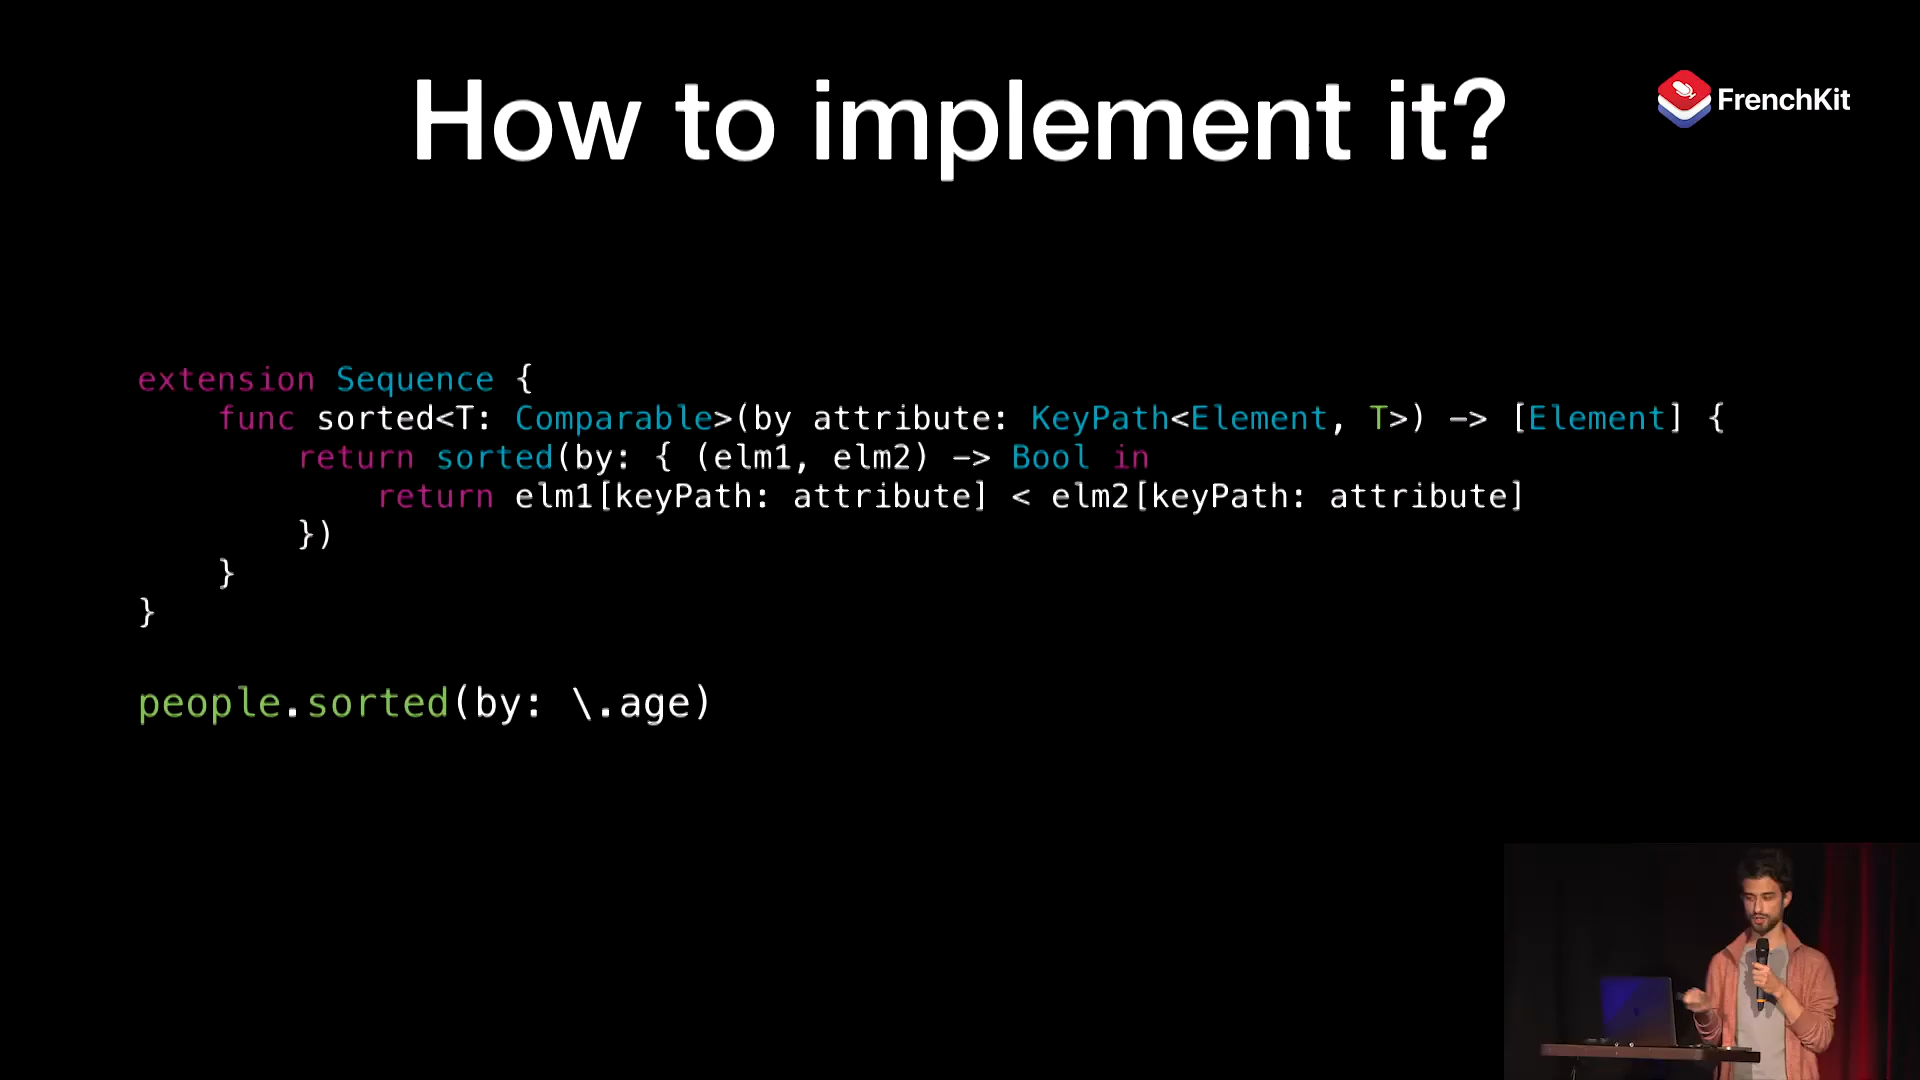 How to implement it?
FrenchKit
extension Sequence {
    func sorted<T: Comparable>(by attribute: KeyPath<Element, T>) -> [Element] {
        return sorted(by: { (elm1, elm2) -> Bool in
            return elm1[keyPath: attribute] < elm2[keyPath: attribute]
        })
    }
}
people.sorted(by: \.age)